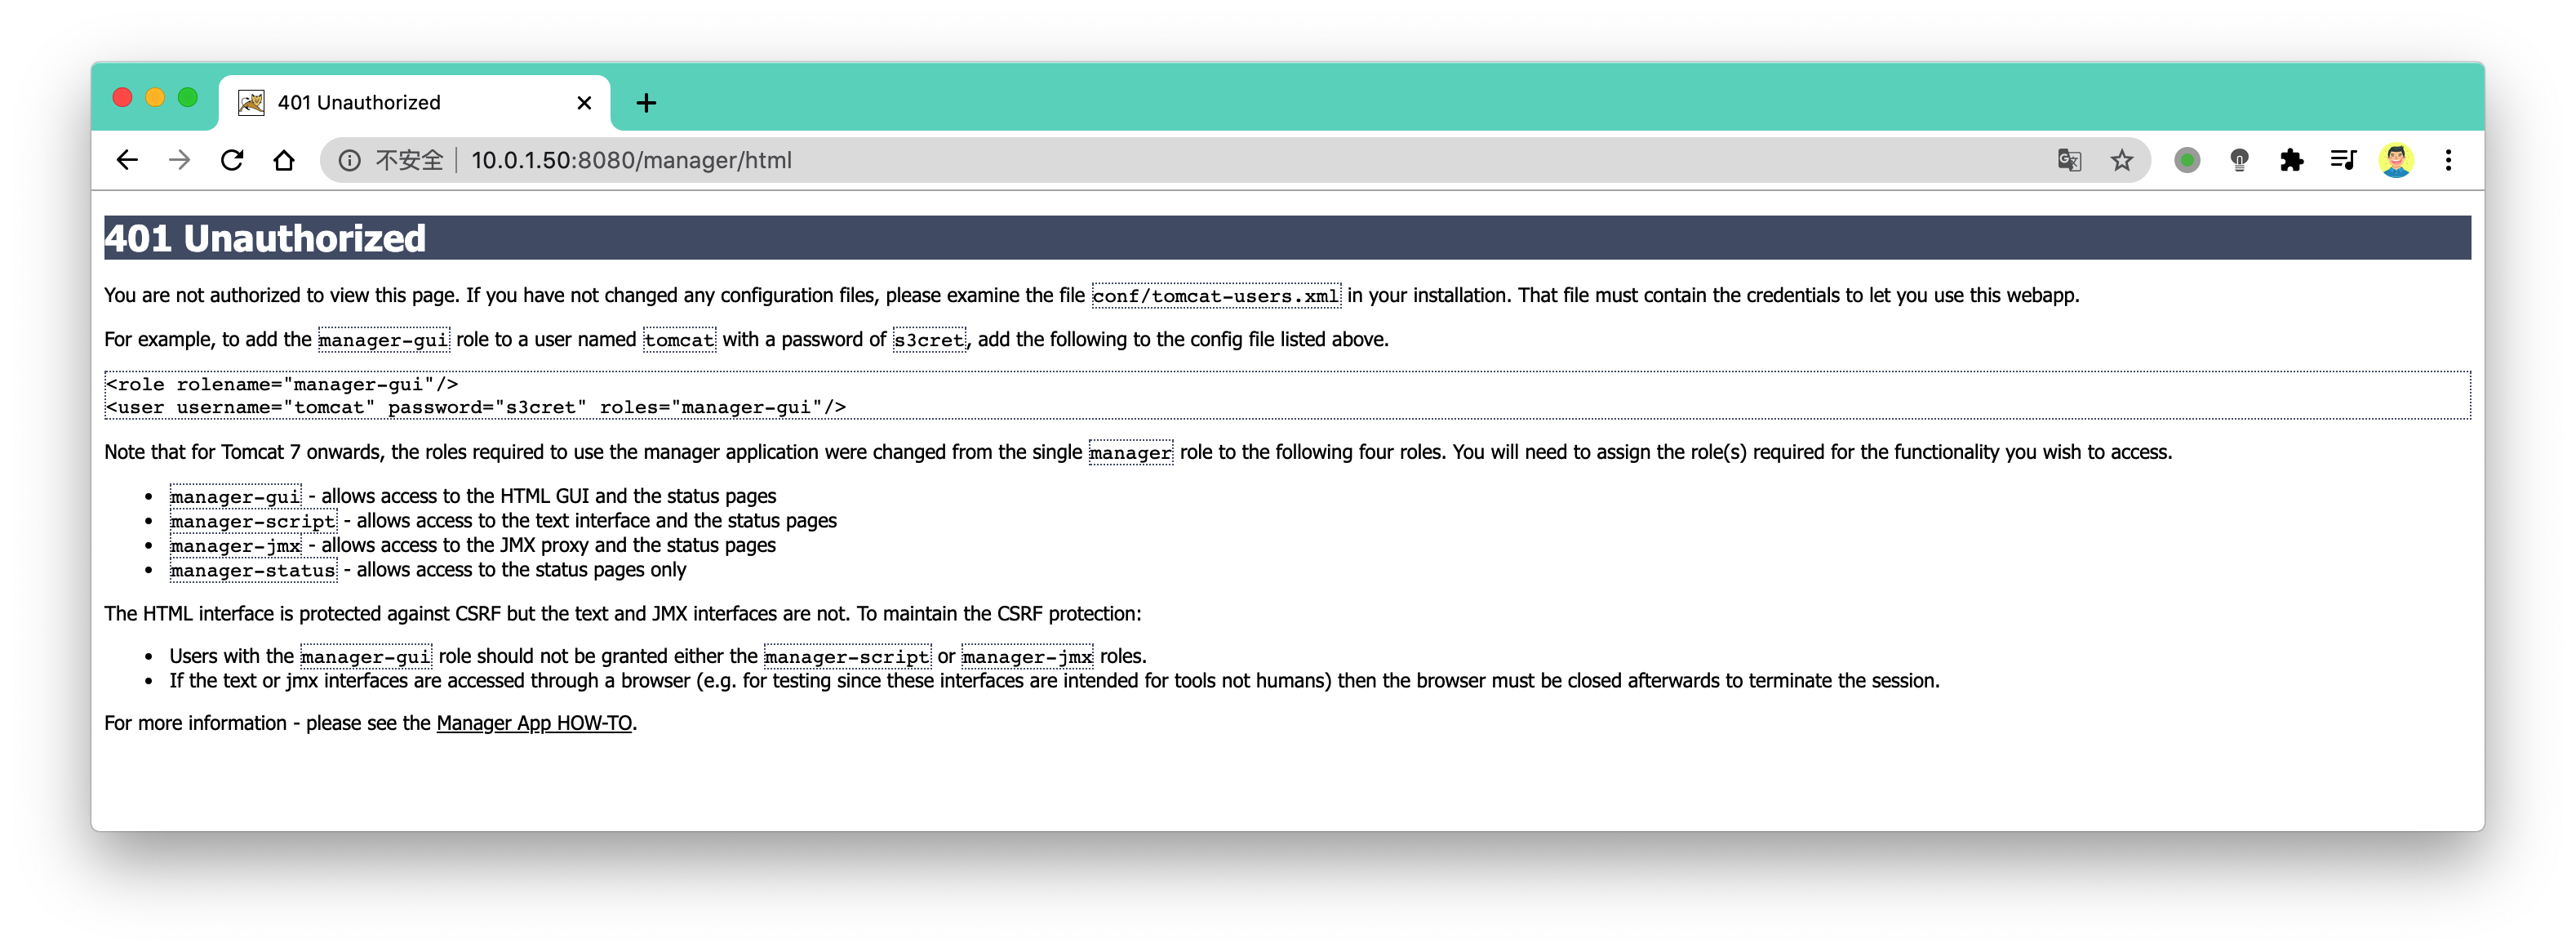 401 Unauthorized
不安全 10.0.1.50:8080/manager/html
401 Unauthorized
You are not authorized to view this page. If you have not changed any configuration files, please examine the file conf/tomcat-users.xml in your installation. That file must contain the credentials to let you use this webapp.
For example, to add the manager-gui role to a user named tomcat with a password of s3cret, add the following to the config file listed above.
<role rolename="manager-gui"/>
<user username="tomcat" password="s3cret" roles="manager-gui"/>
Note that for Tomcat 7 onwards, the roles required to use the manager application were changed from the single manager role to the following four roles. You will need to assign the role(s) required for the functionality you wish to access.
• manager-gui - allows access to the HTML GUI and the status pages
• manager-script - allows access to the text interface and the status pages
• manager-jmx - allows access to the JMX proxy and the status pages
• manager-status - allows access to the status pages only
The HTML interface is protected against CSRF but the text and JMX interfaces are not. To maintain the CSRF protection:
• Users with the manager-gui role should not be granted either the manager-script or manager-jmx roles.
• If the text or jmx interfaces are accessed through a browser (e.g. for testing since these interfaces are intended for tools not humans) then the browser must be closed afterwards to terminate the session.
For more information - please see the Manager App HOW-TO.